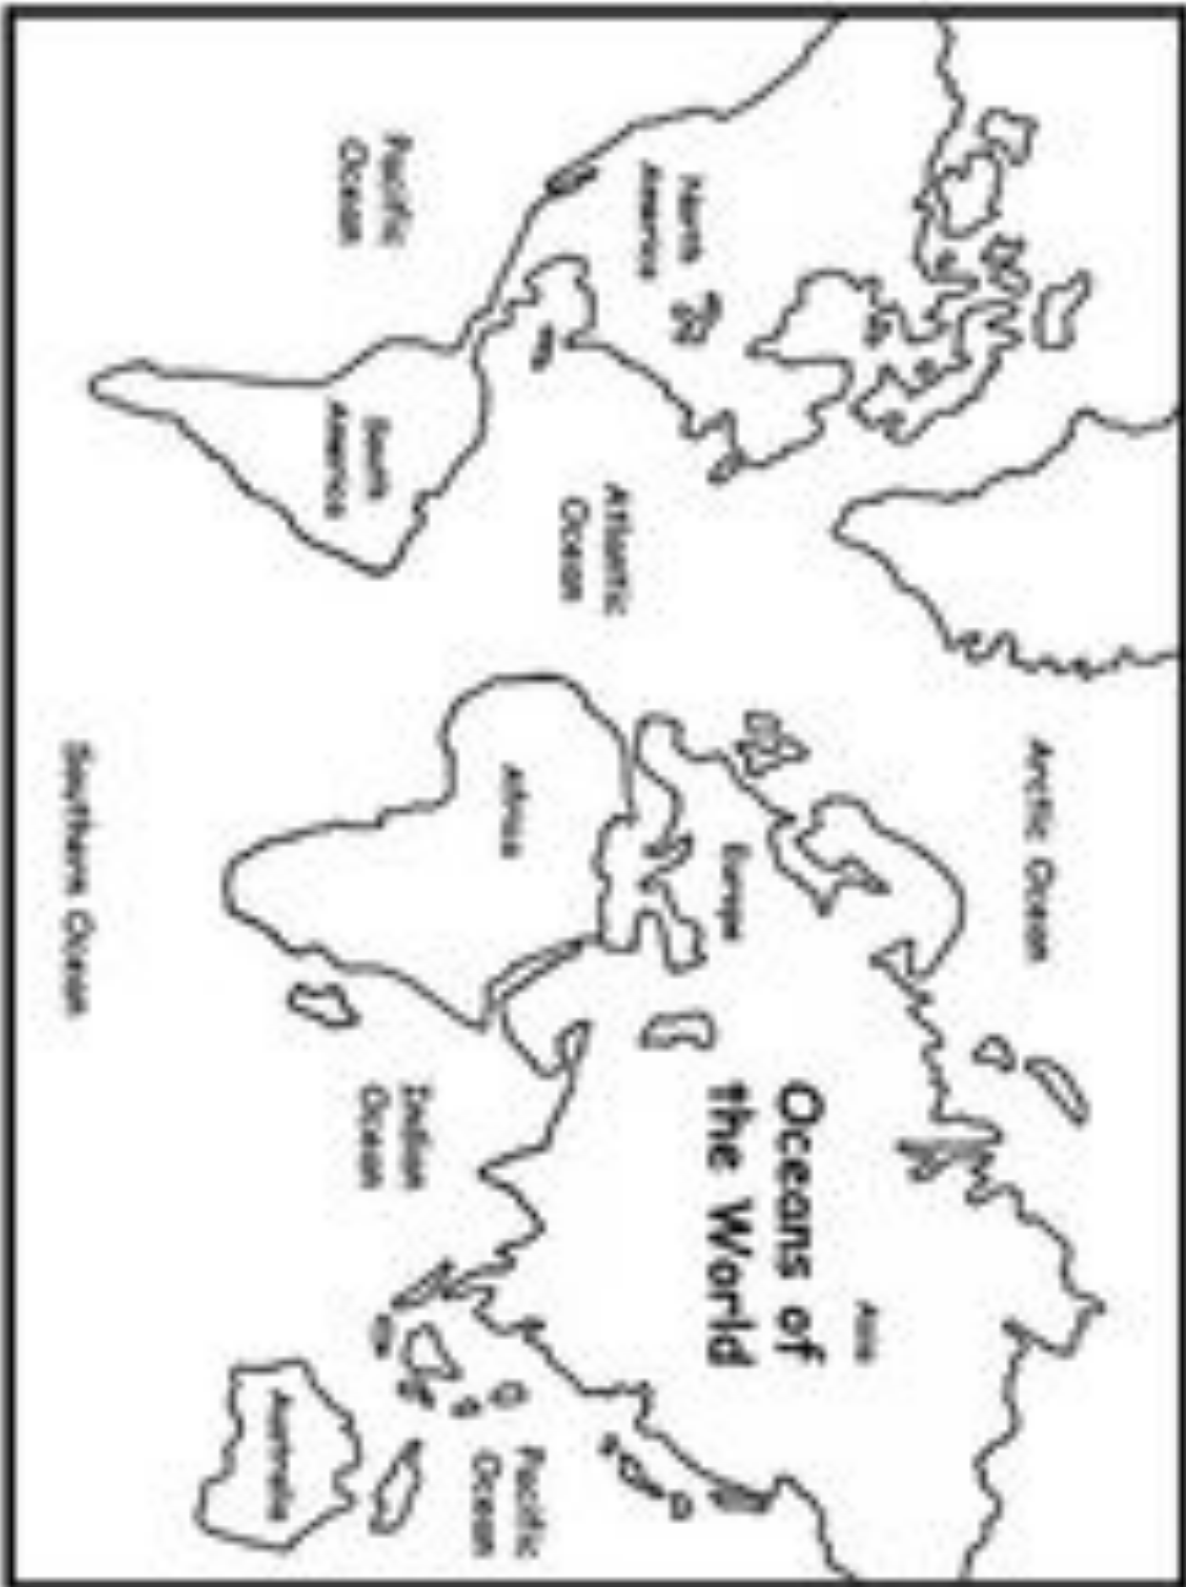 Arctic Ocean
Asia
Oceans of
the World
Europe
North
America
Atlantic
Ocean
Pacific
Ocean
Africa
Pacific
Ocean
Indian
Ocean
South
America
Australia
Southern Ocean